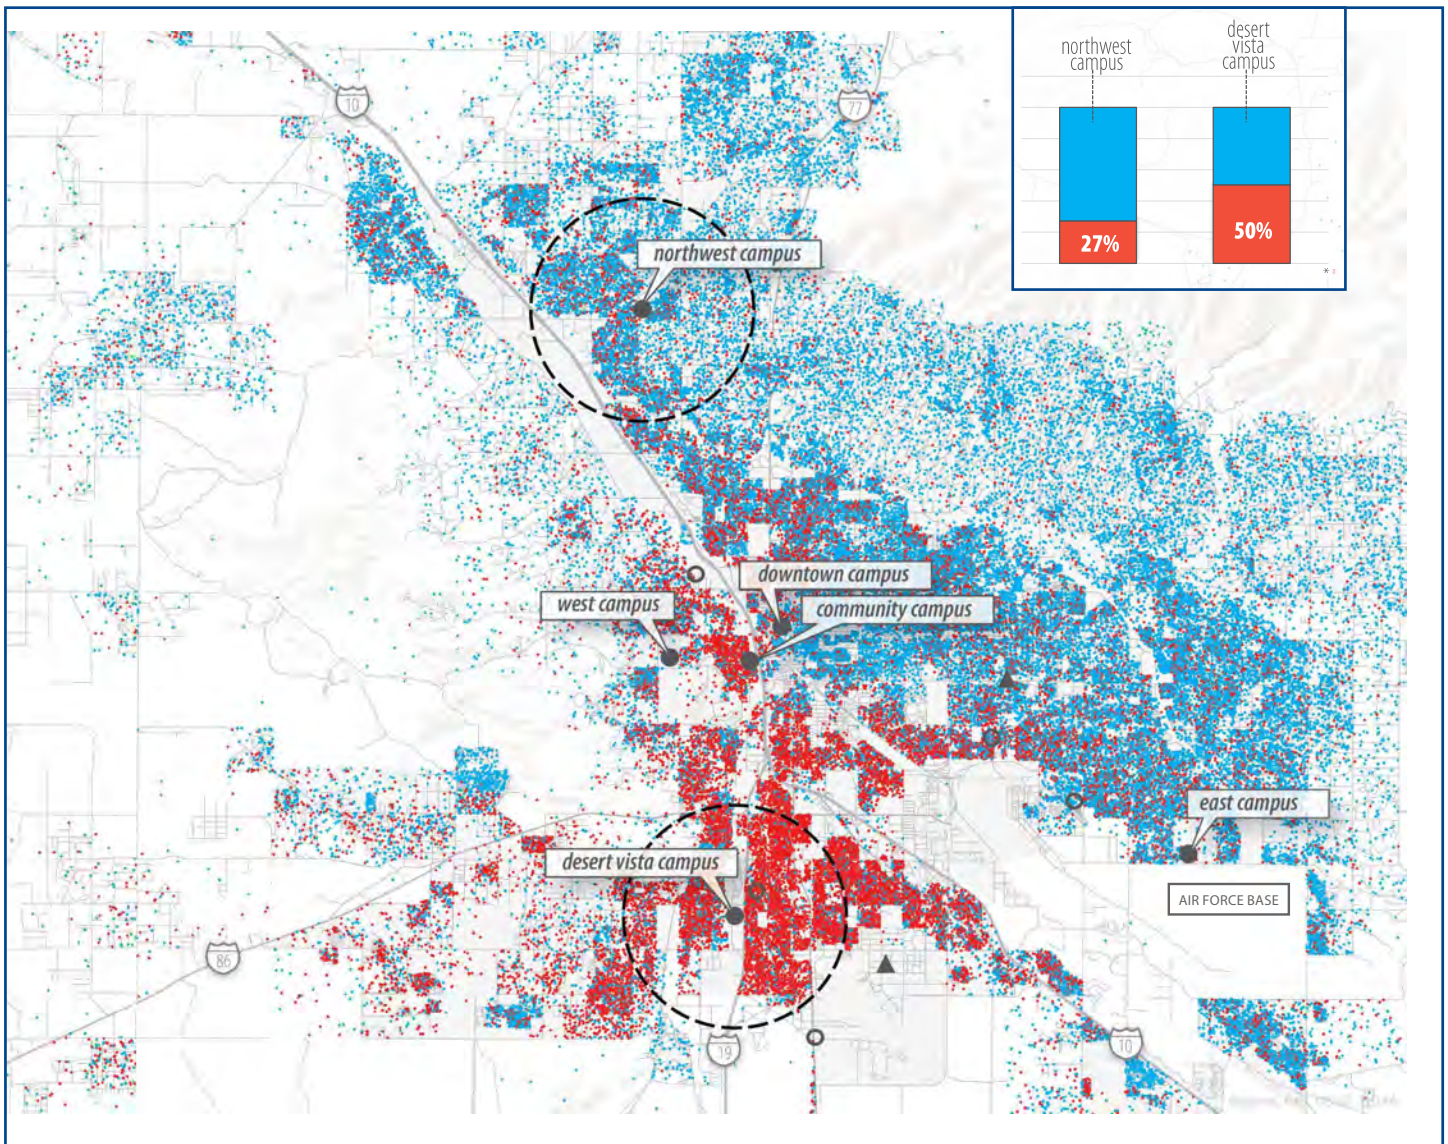 northwest
campus
desert
vista
campus
27%
50%
10
77
northwest campus
downtown campus
west campus
community campus
east campus
desert vista campus
AIR FORCE BASE
86
19
10